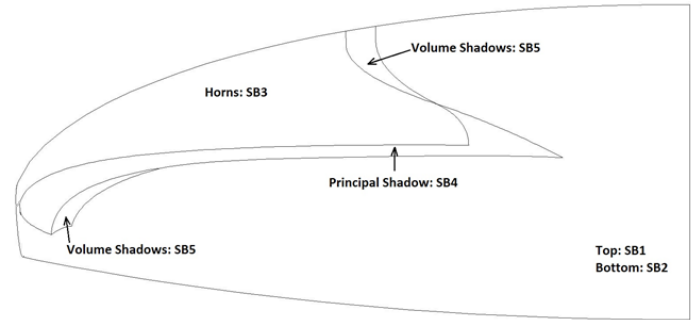 Volume Shadows: SB5
Horns: SB3
Principal Shadow: SB4
Volume Shadows: SB5
Top: SB1
Bottom: SB2